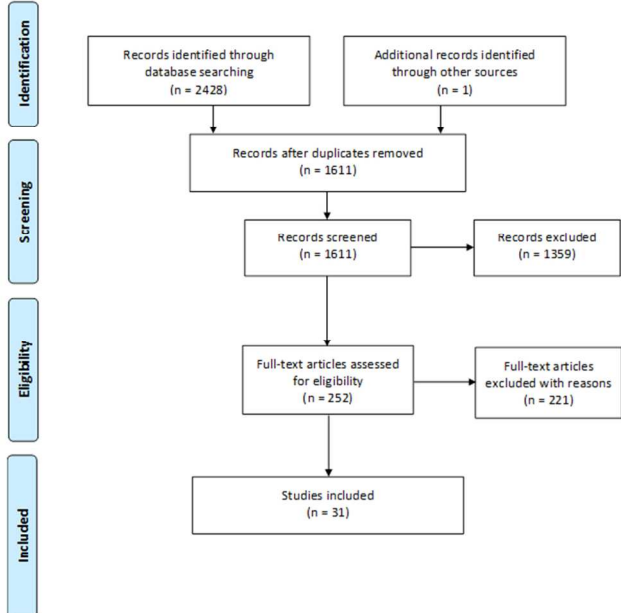 Identification
Records identified through
database searching
(n = 2428)
Additional records identified
through other sources
(n = 1)
Screening
Records after duplicates removed
(n = 1611)
Records screened
(n = 1611)
Records excluded
(n = 1359)
Eligibility
Full-text articles assessed
for eligibility
(n = 252)
Full-text articles
excluded with reasons
(n = 221)
Included
Studies included
(n = 31)